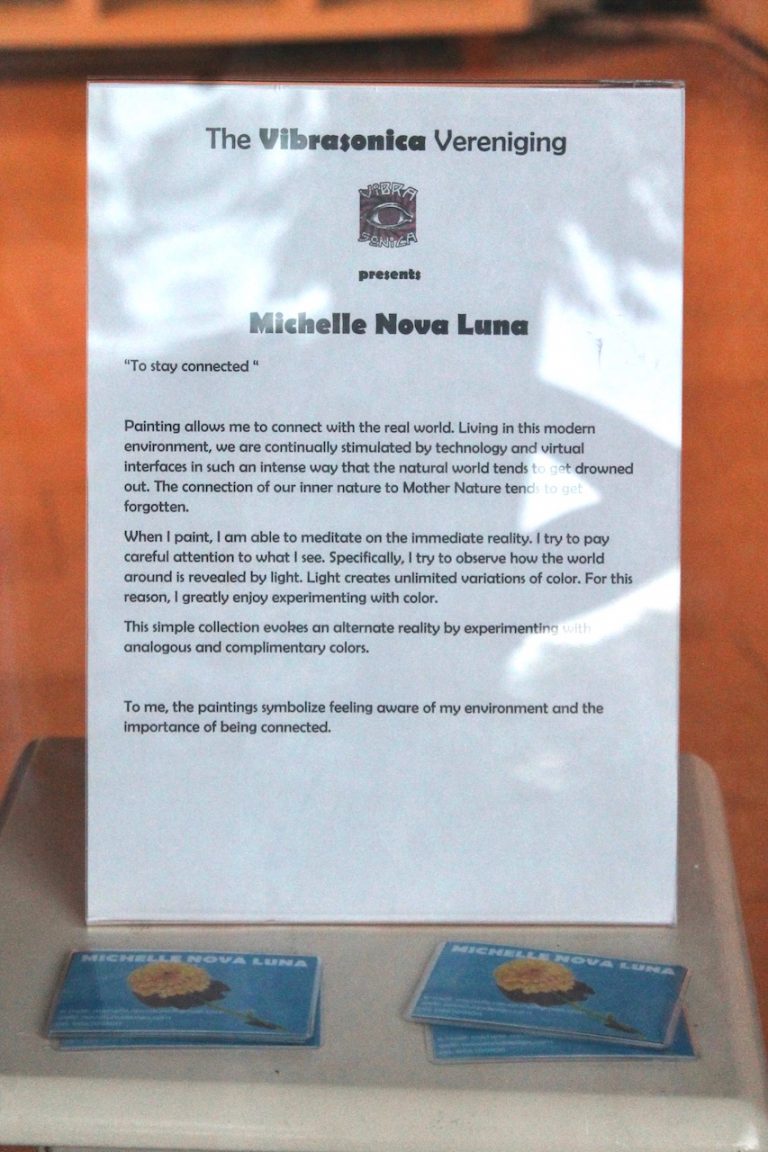 The Vibrasonica Vereniging
VIBRA
SONICA
presents
Michelle Nova Luna
“To stay connected “
Painting allows me to connect with the real world. Living in this modern
environment, we are continually stimulated by technology and virtual
interfaces in such an intense way that the natural world tends to get drowned
out. The connection of our inner nature to Mother Nature tends to get
forgotten.
When I paint, I am able to meditate on the immediate reality. I try to pay
careful attention to what I see. Specifically, I try to observe how the world
around is revealed by light. Light creates unlimited variations of color. For this
reason, I greatly enjoy experimenting with color.
This simple collection evokes an alternate reality by experimenting with
analogous and complimentary colors.
To me, the paintings symbolize feeling aware of my environment and the
importance of being connected.
MICHELLE NOVA LUNA
MICHELLE NOVA LUNA